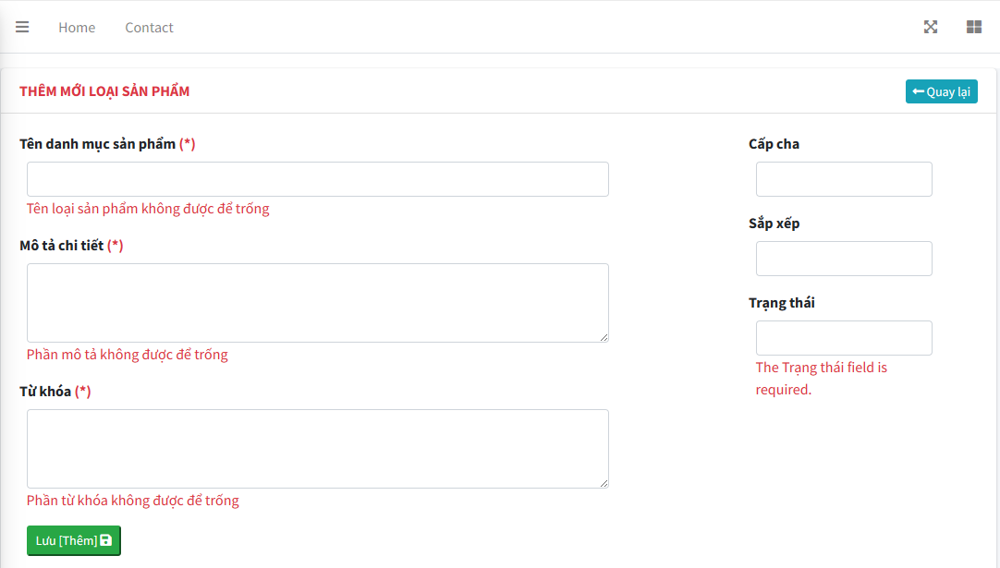 Home Contact
THÊM MỚI LOẠI SẢN PHẨM
Quay lại
Tên danh mục sản phẩm (*)
Tên loại sản phẩm không được để trống
Mô tả chi tiết (*)
Phần mô tả không được để trống
Từ khóa (*)
Phần từ khóa không được để trống
Lưu [Thêm]
Cấp cha
Sắp xếp
Trạng thái
The Trạng thái field is
required.